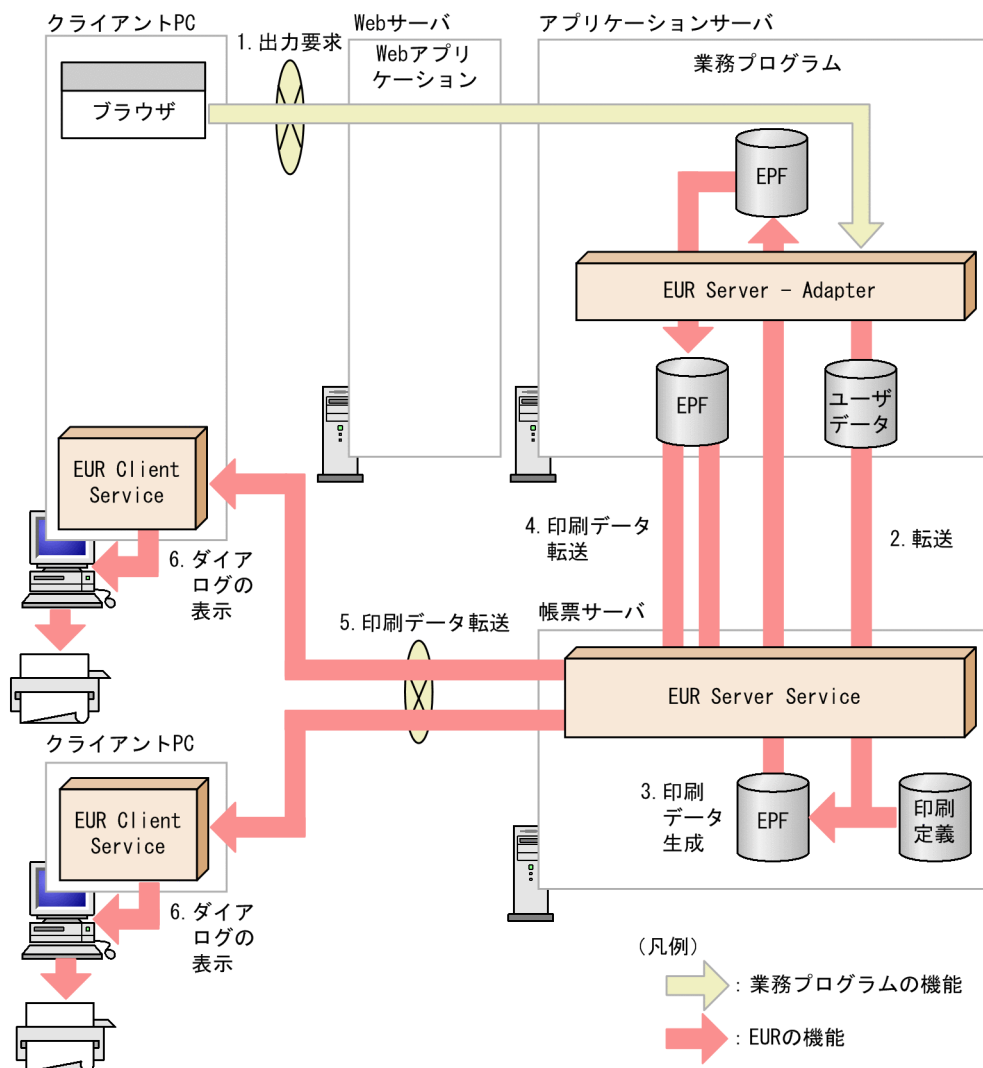 クライアントPC
Webサーバ
アプリケーションサーバ
1. 出力要求
Webアプリ
ケーション
業務プログラム
ブラウザ
EPF
EUR Server − Adapter
EPF
ユーザ
データ
EUR Client
Service
4. 印刷データ
転送
2. 転送
6. ダイア
ログの
表示
5. 印刷データ転送
帳票サーバ
EUR Server Service
クライアントPC
EUR Client
Service
3. 印刷
データ
生成
EPF
印刷
定義
6. ダイア
ログの
表示
（凡例）
：業務プログラムの機能
：EURの機能